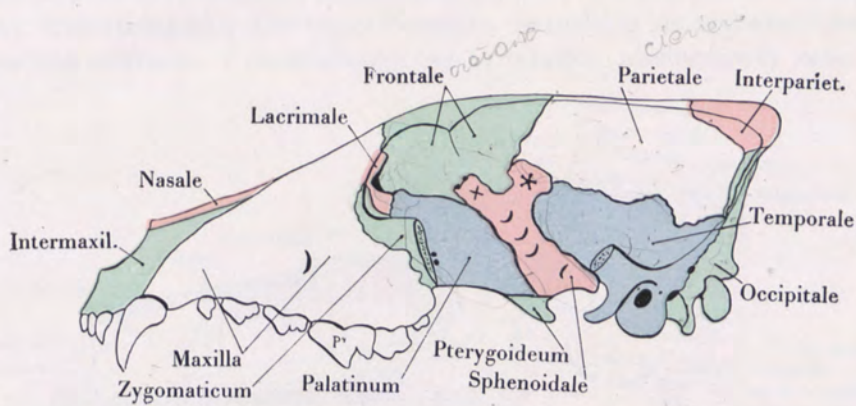 Frontale
Parietale
Interpariet.
Lacrimale
Nasale
Temporale
Intermaxil.
Occipitale
Maxilla
Pterygoideum
Zygomaticum
Palatinum
Sphenoidale